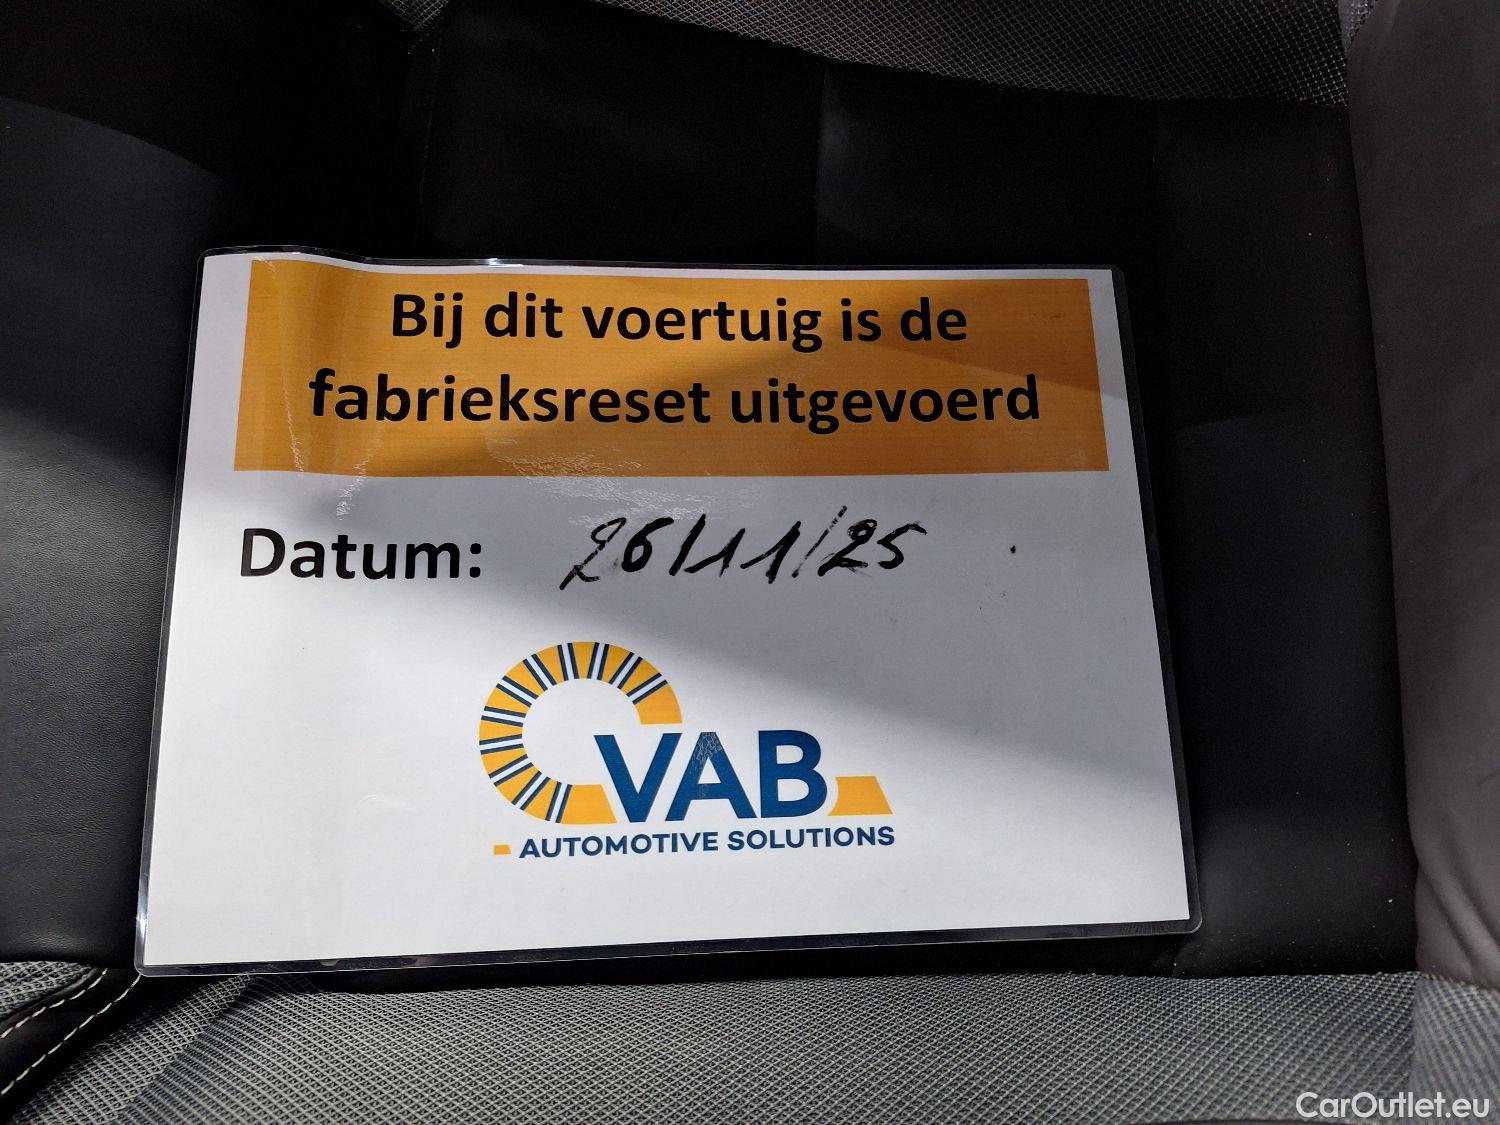 Bij dit voertuig is de
fabrieksreset uitgevoerd
Datum: 26/11/25
VAB
AUTOMOTIVE SOLUTIONS
CarOutlet.eu